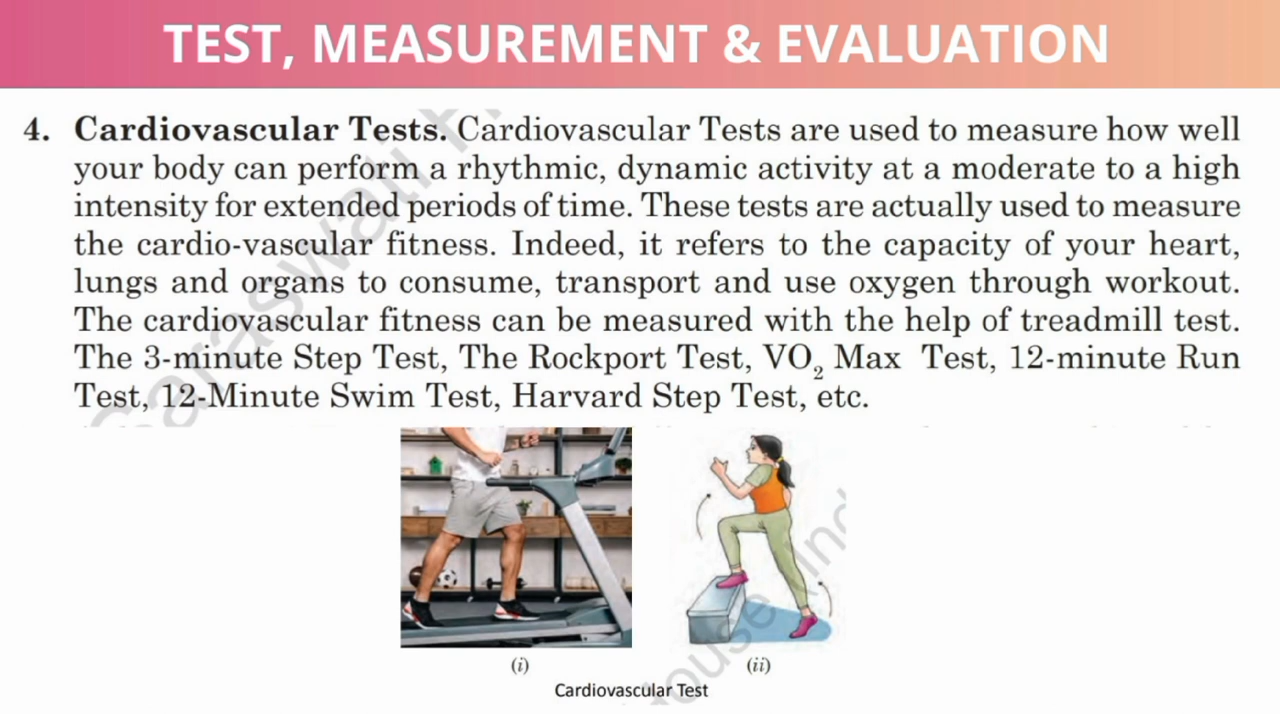 TEST, MEASUREMENT & EVALUATION
4. Cardiovascular Tests. Cardiovascular Tests are used to measure how well
your body can perform a rhythmic, dynamic activity at a moderate to a high
intensity for extended periods of time. These tests are actually used to measure
the cardio-vascular fitness. Indeed, it refers to the capacity of your heart,
lungs and organs to consume, transport and use oxygen through workout.
The cardiovascular fitness can be measured with the help of treadmill test.
The 3-minute Step Test, The Rockport Test, VO₂ Max Test, 12-minute Run
Test, 12-Minute Swim Test, Harvard Step Test, etc.
(i) (ii)
Cardiovascular Test